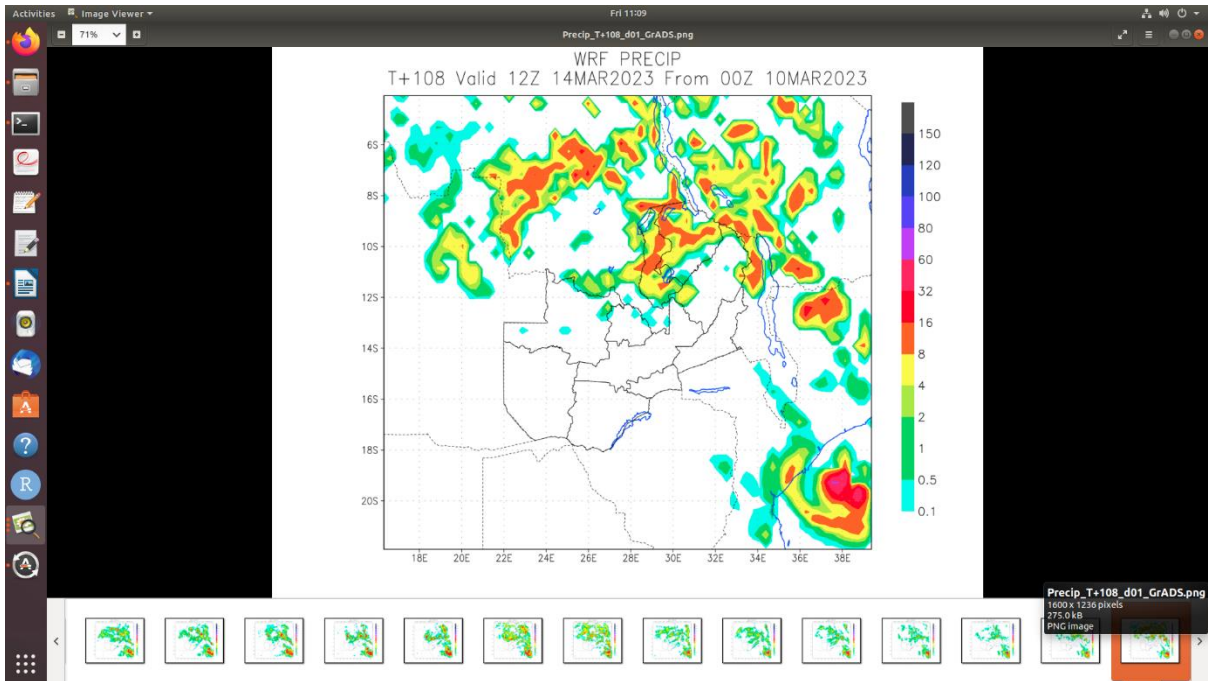 Activities
Image Viewer
Fri 11:09
71%
Precip_T+108_d01_GrADS.png
WRF PRECIP
T+108 Valid 12Z 14MAR2023 From 00Z 10MAR2023
6S
8S
10S
12S
14S
16S
18S
20S
18E 20E 22E 24E 26E 28E 30E 32E 34E 36E 38E
150
120
100
80
60
32
16
8
4
2
1
0.5
0.1
Precip_T+108_d01_GrADS.png
1600 x 1236 pixels
275.0 kB
PNG image